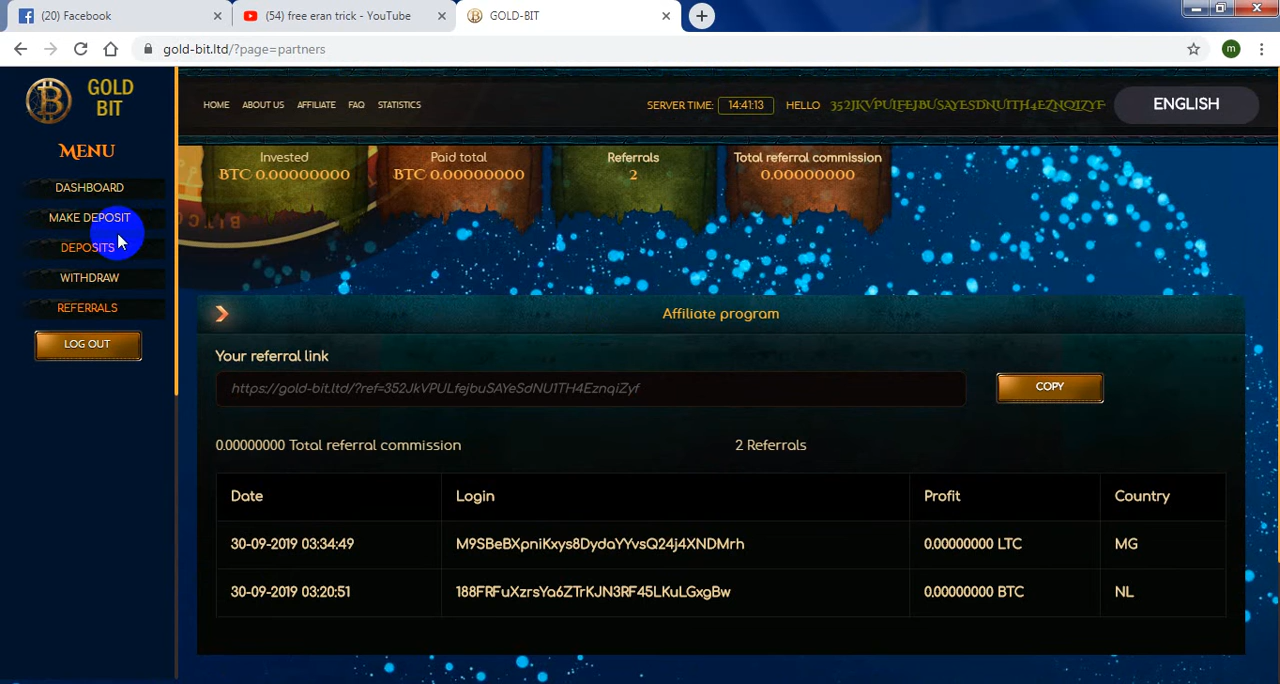 (20) Facebook
(54) free eran trick - YouTube
GOLD-BIT
gold-bit.ltd/?page=partners
m
GOLD
BIT
HOME ABOUT US AFFILIATE FAQ STATISTICS
SERVER TIME: 14:41:13 HELLO 352JKVPULFEJBUSAYESDNU1TH4EZNQIZYF
ENGLISH
MENU
DASHBOARD
MAKE DEPOSIT
DEPOSITS
WITHDRAW
REFERRALS
LOG OUT
Invested
BTC 0.00000000
Paid total
BTC 0.00000000
Referrals
2
Total referral commission
0.00000000
Affiliate program
Your referral link
https://gold-bit.ltd/?ref=352JkVPULfejbuSAYeSdNU1TH4EznqiZyf
COPY
0.00000000 Total referral commission
2 Referrals
Date Login Profit Country
30-09-2019 03:34:49 M9SBeBXpniKxys8DydaYYvsQ24j4XNDMrh 0.00000000 LTC MG
30-09-2019 03:20:51 188FRFuXzrsYa6ZTrKJN3RF45LKuLGxgBw 0.00000000 BTC NL